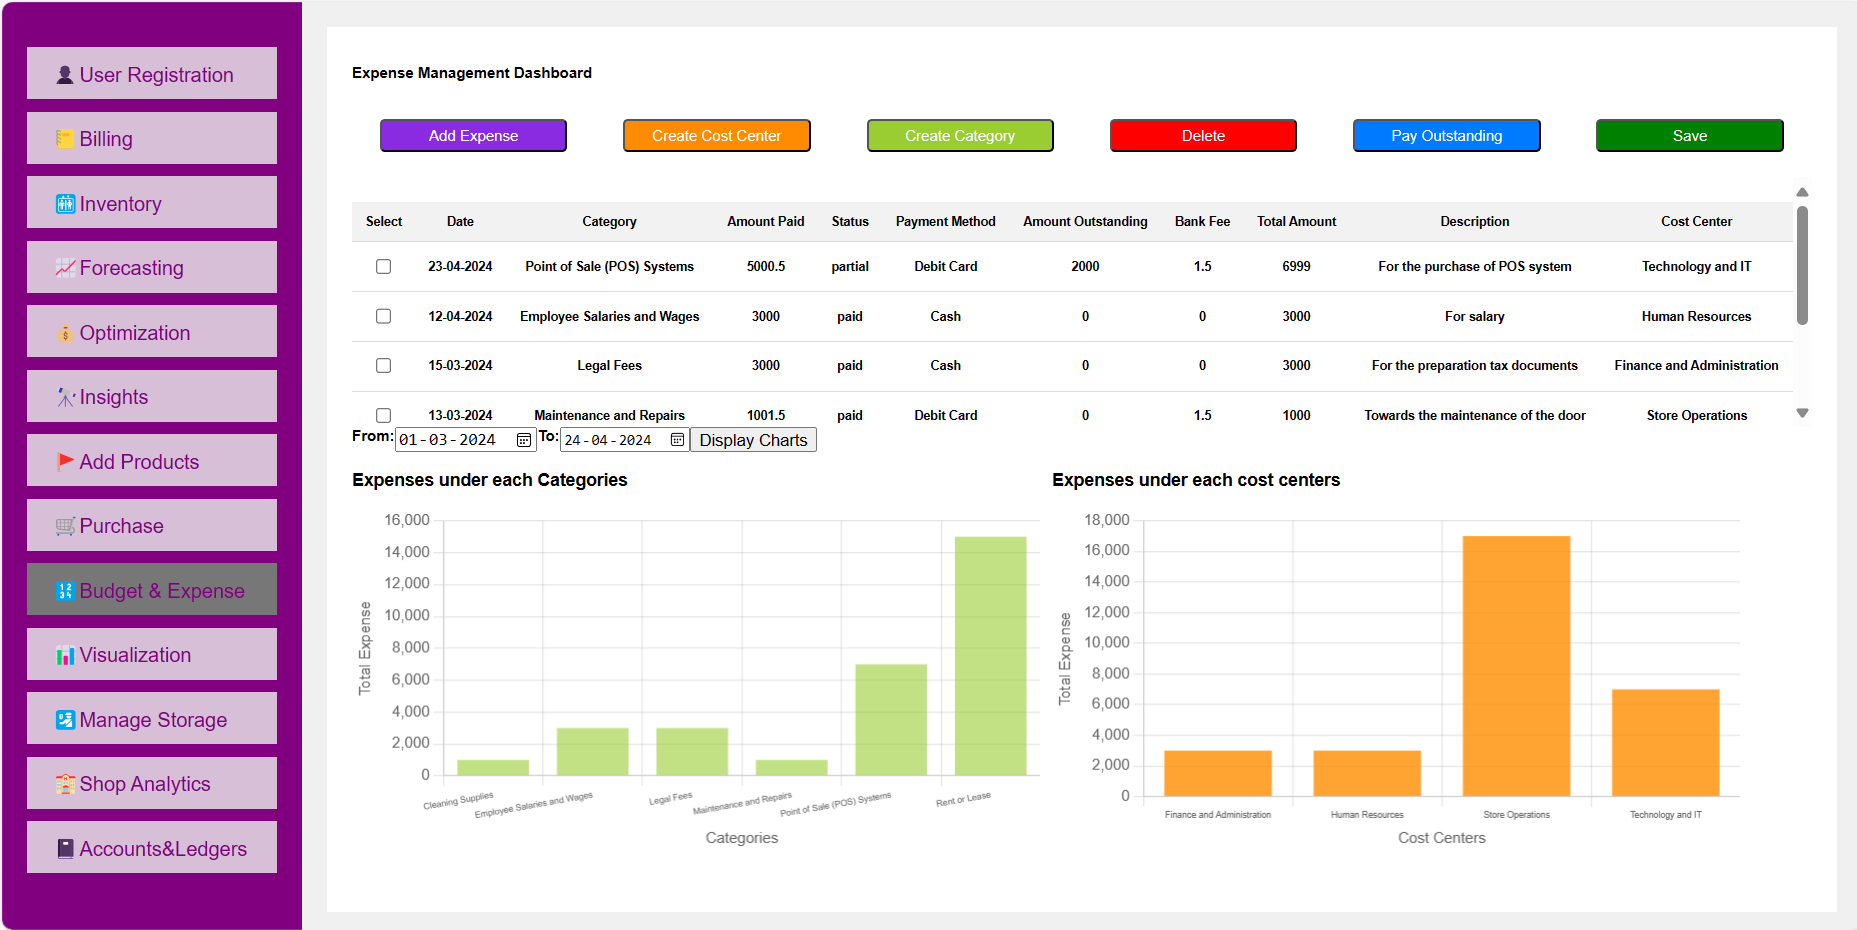 User Registration
Billing
Inventory
Forecasting
Optimization
Insights
Add Products
Purchase
Budget & Expense
Visualization
Manage Storage
Shop Analytics
Accounts&Ledgers
Expense Management Dashboard
Add Expense Create Cost Center Create Category Delete Pay Outstanding Save
Select Date Category Amount Paid Status Payment Method Amount Outstanding Bank Fee Total Amount Description Cost Center
23-04-2024 Point of Sale (POS) Systems 5000.5 partial Debit Card 2000 1.5 6999 For the purchase of POS system Technology and IT
12-04-2024 Employee Salaries and Wages 3000 paid Cash 0 0 3000 For salary Human Resources
15-03-2024 Legal Fees 3000 paid Cash 0 0 3000 For the preparation tax documents Finance and Administration
13-03-2024 Maintenance and Repairs 1001.5 paid Debit Card 0 1.5 1000 Towards the maintenance of the door Store Operations
From: 01-03-2024 To: 24-04-2024 Display Charts
Expenses under each Categories
16,000
14,000
12,000
10,000
8,000
6,000
4,000
2,000
0
Total Expense
Cleaning Supplies Employee Salaries and Wages Legal Fees Maintenance and Repairs Point of Sale (POS) Systems Rent or Lease
Categories
Expenses under each cost centers
18,000
16,000
14,000
12,000
10,000
8,000
6,000
4,000
2,000
0
Total Expense
Finance and Administration Human Resources Store Operations Technology and IT
Cost Centers